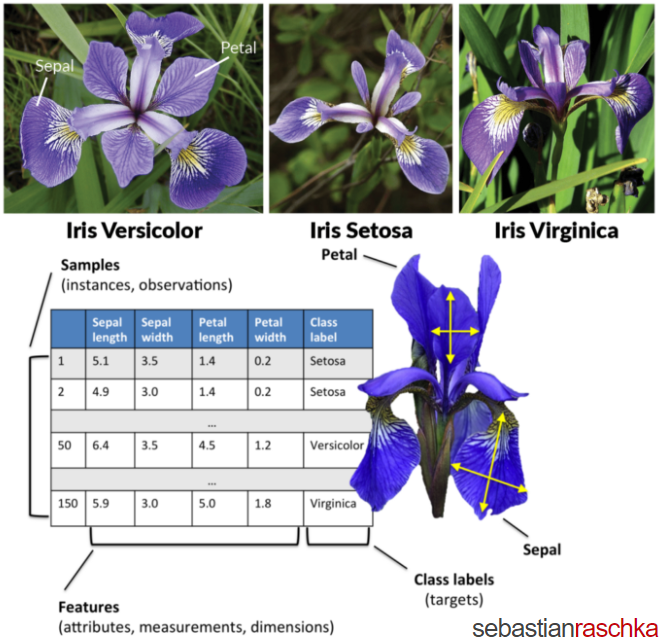 Sepal
Petal
Iris Versicolor
Iris Setosa
Iris Virginica
Samples
(instances, observations)
Petal
Sepal length Sepal width Petal length Petal width Class label
1 5.1 3.5 1.4 0.2 Setosa
2 4.9 3.0 1.4 0.2 Setosa
...
50 6.4 3.5 4.5 1.2 Versicolor
...
150 5.9 3.0 5.0 1.8 Virginica
Sepal
Features
(attributes, measurements, dimensions)
Class labels
(targets)
sebastianraschka